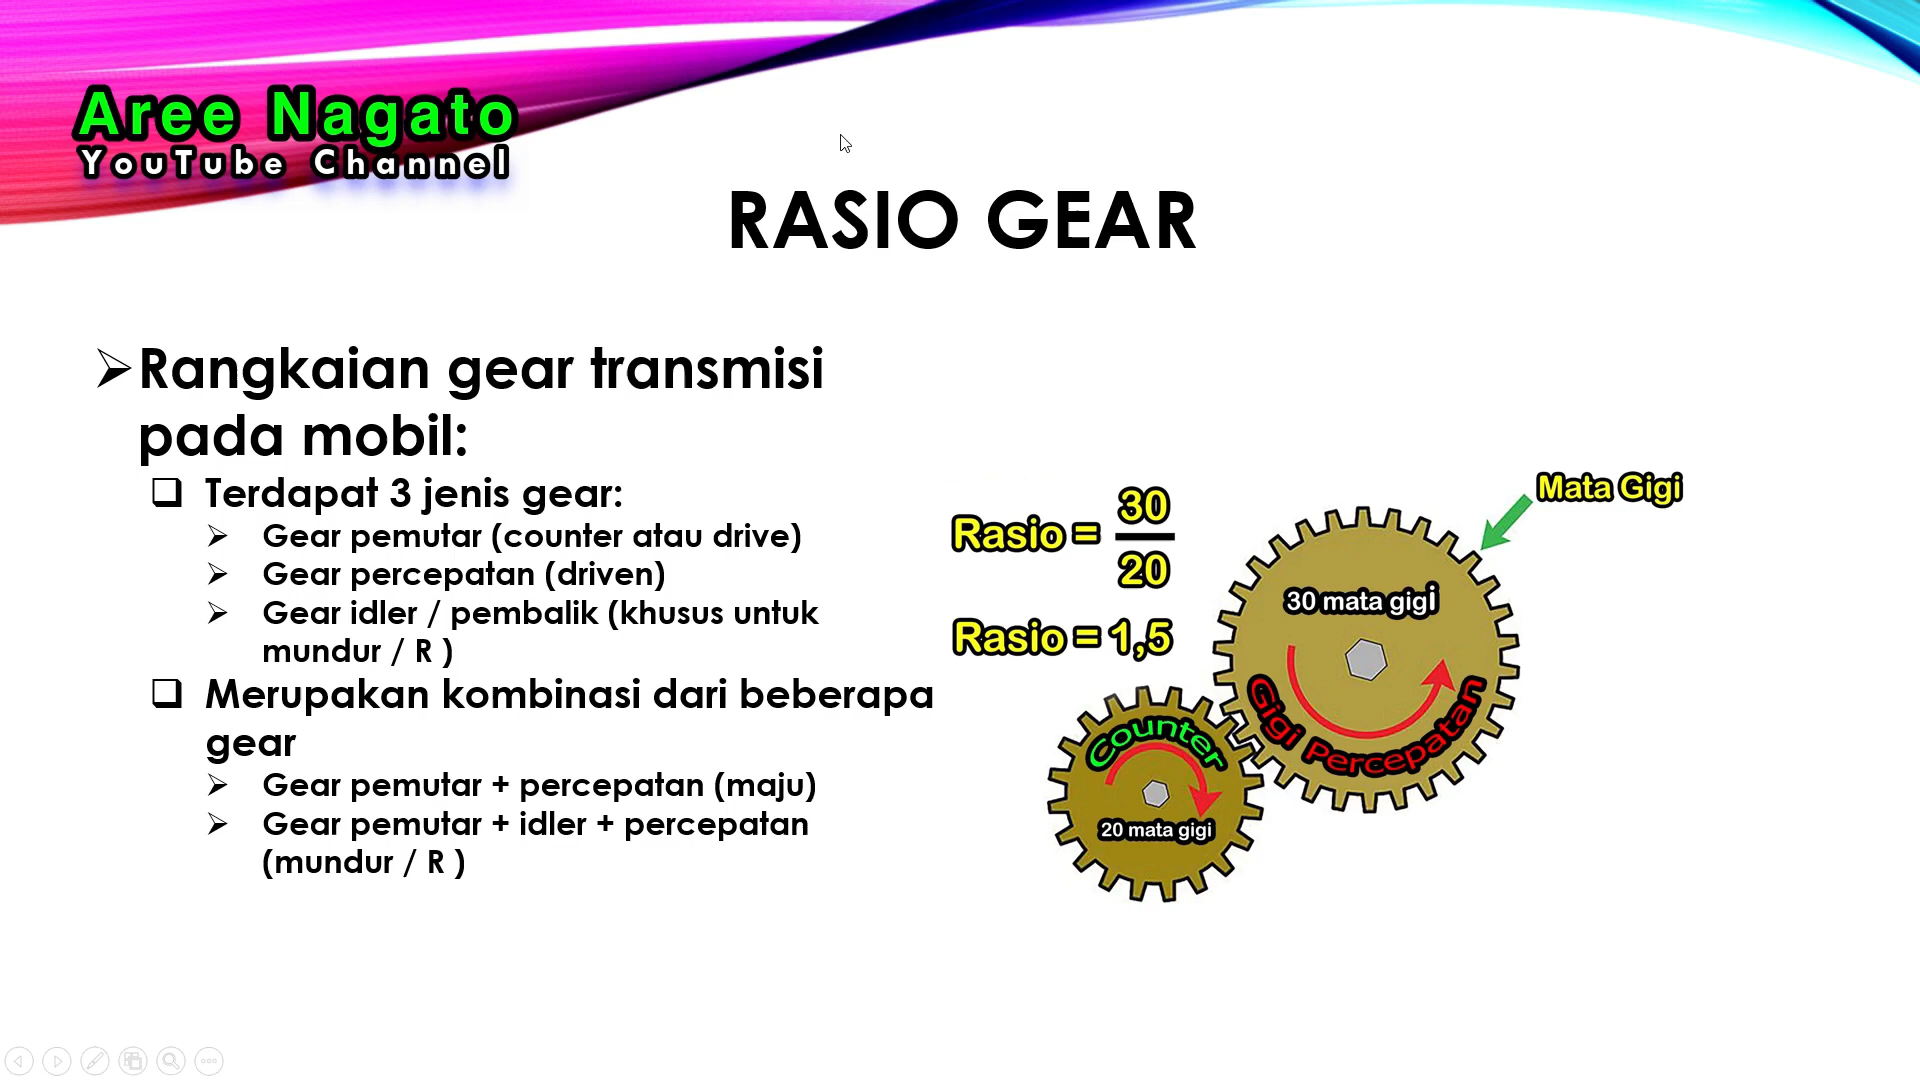 Aree Nagato
YouTube Channel
RASIO GEAR
Rangkaian gear transmisi
pada mobil:
Terdapat 3 jenis gear:
Gear pemutar (counter atau drive)
Gear percepatan (driven)
Gear idler / pembalik (khusus untuk
mundur / R )
Merupakan kombinasi dari beberapa
gear
Gear pemutar + percepatan (maju)
Gear pemutar + idler + percepatan
(mundur / R )
Rasio = 30
20
Rasio = 1,5
Mata Gigi
30 mata gigi
Gigi Percepatan
Counter
20 mata gigi